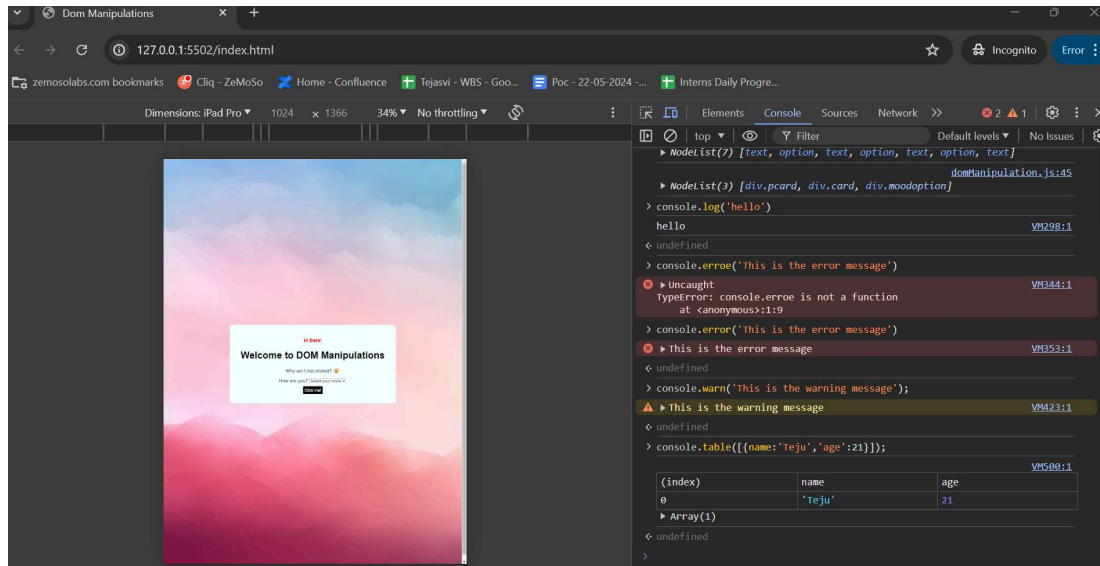 Dom Manipulations
127.0.0.1:5502/index.html
Incognito
Error
zemosolabs.com bookmarks
Cliq - ZeMoSo
Home - Confluence
Tejasvi - WBS - Goo...
Poc - 22-05-2024 -...
Interns Daily Progre...
Dimensions: iPad Pro
1024 x 1366
34%
No throttling
Elements Console Sources Network
2 1
top
Filter
Default levels
No Issues
NodeList(7) [text, option, text, option, text, option, text]
domManipulation.js:45
NodeList(3) [div.pcard, div.card, div.moodoption]
> console.log('hello')
hello VM298:1
undefined
> console.erroe('This is the error message')
Uncaught VM344:1
TypeError: console.erroe is not a function
at <anonymous>:1:9
> console.error('This is the error message')
This is the error message VM353:1
undefined
> console.warn('This is the warning message');
This is the warning message VM423:1
undefined
> console.table([{name:'Teju','age':21}]);
VM500:1
(index) name age
0 'Teju' 21
Array(1)
undefined
>
Hi there!
Welcome to DOM Manipulations
Why am I not clicked?
How are you? Select your mood
Click me!